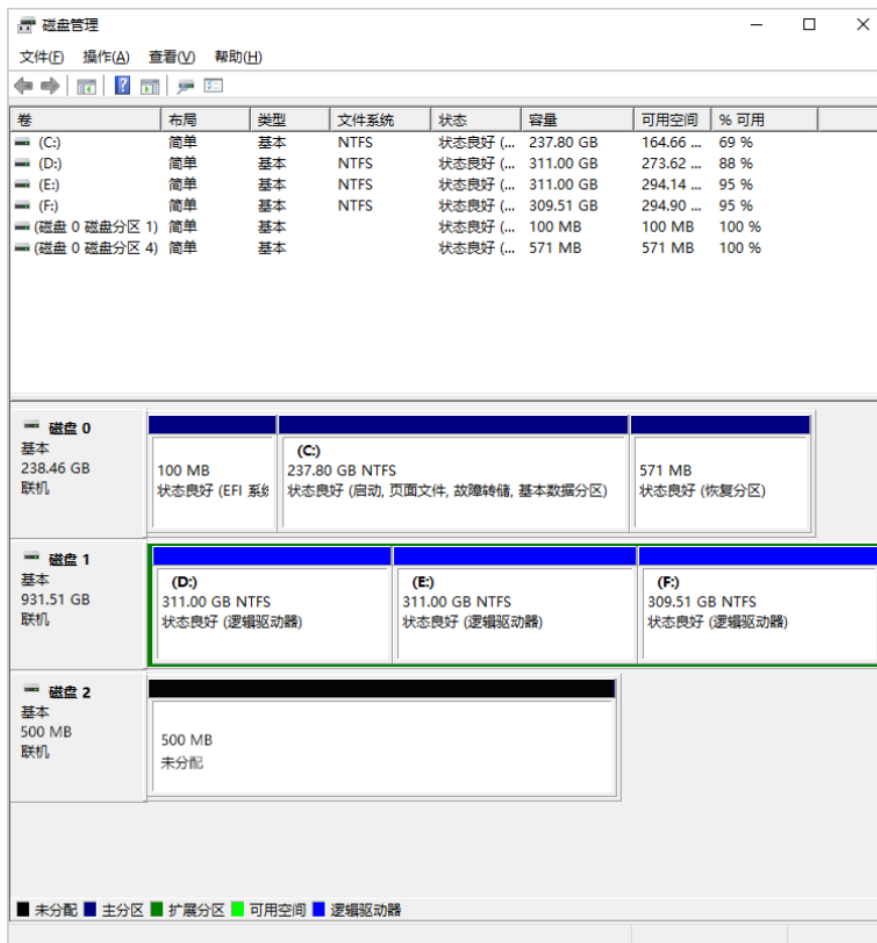 磁盘管理
文件(F) 操作(A) 查看(V) 帮助(H)
卷 布局 类型 文件系统 状态 容量 可用空间 % 可用
(C:) 简单 基本 NTFS 状态良好 (... 237.80 GB 164.66 ... 69 %
(D:) 简单 基本 NTFS 状态良好 (... 311.00 GB 273.62 ... 88 %
(E:) 简单 基本 NTFS 状态良好 (... 311.00 GB 294.14 ... 95 %
(F:) 简单 基本 NTFS 状态良好 (... 309.51 GB 294.90 ... 95 %
(磁盘 0 磁盘分区 1) 简单 基本 状态良好 (... 100 MB 100 MB 100 %
(磁盘 0 磁盘分区 4) 简单 基本 状态良好 (... 571 MB 571 MB 100 %
磁盘 0
基本
238.46 GB
联机
100 MB
状态良好 (EFI 系统
(C:)
237.80 GB NTFS
状态良好 (启动, 页面文件, 故障转储, 基本数据分区)
571 MB
状态良好 (恢复分区)
磁盘 1
基本
931.51 GB
联机
(D:)
311.00 GB NTFS
状态良好 (逻辑驱动器)
(E:)
311.00 GB NTFS
状态良好 (逻辑驱动器)
(F:)
309.51 GB NTFS
状态良好 (逻辑驱动器)
磁盘 2
基本
500 MB
联机
500 MB
未分配
未分配 主分区 扩展分区 可用空间 逻辑驱动器